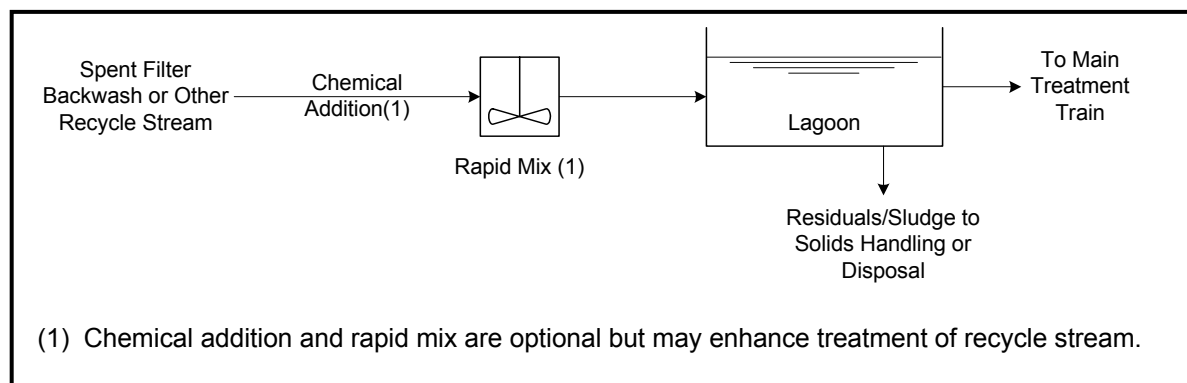 Spent Filter
Backwash or Other
Recycle Stream
Chemical
Addition(1)
Rapid Mix (1)
Lagoon
To Main
Treatment
Train
Residuals/Sludge to
Solids Handling or
Disposal
(1) Chemical addition and rapid mix are optional but may enhance treatment of recycle stream.